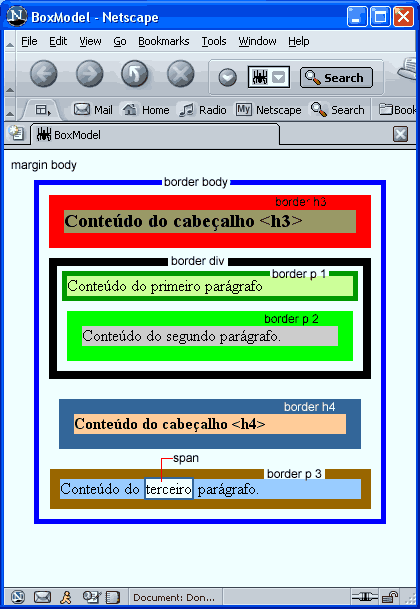 BoxModel - Netscape
File Edit View Go Bookmarks Tools Window Help
Search
Mail Home Radio My Netscape Search Book
BoxModel
margin body
border body
border h3
Conteúdo do cabeçalho <h3>
border div
border p 1
Conteúdo do primeiro parágrafo
border p 2
Conteúdo do segundo parágrafo.
border h4
Conteúdo do cabeçalho <h4>
span
border p 3
Conteúdo do terceiro parágrafo.
Document: Don...